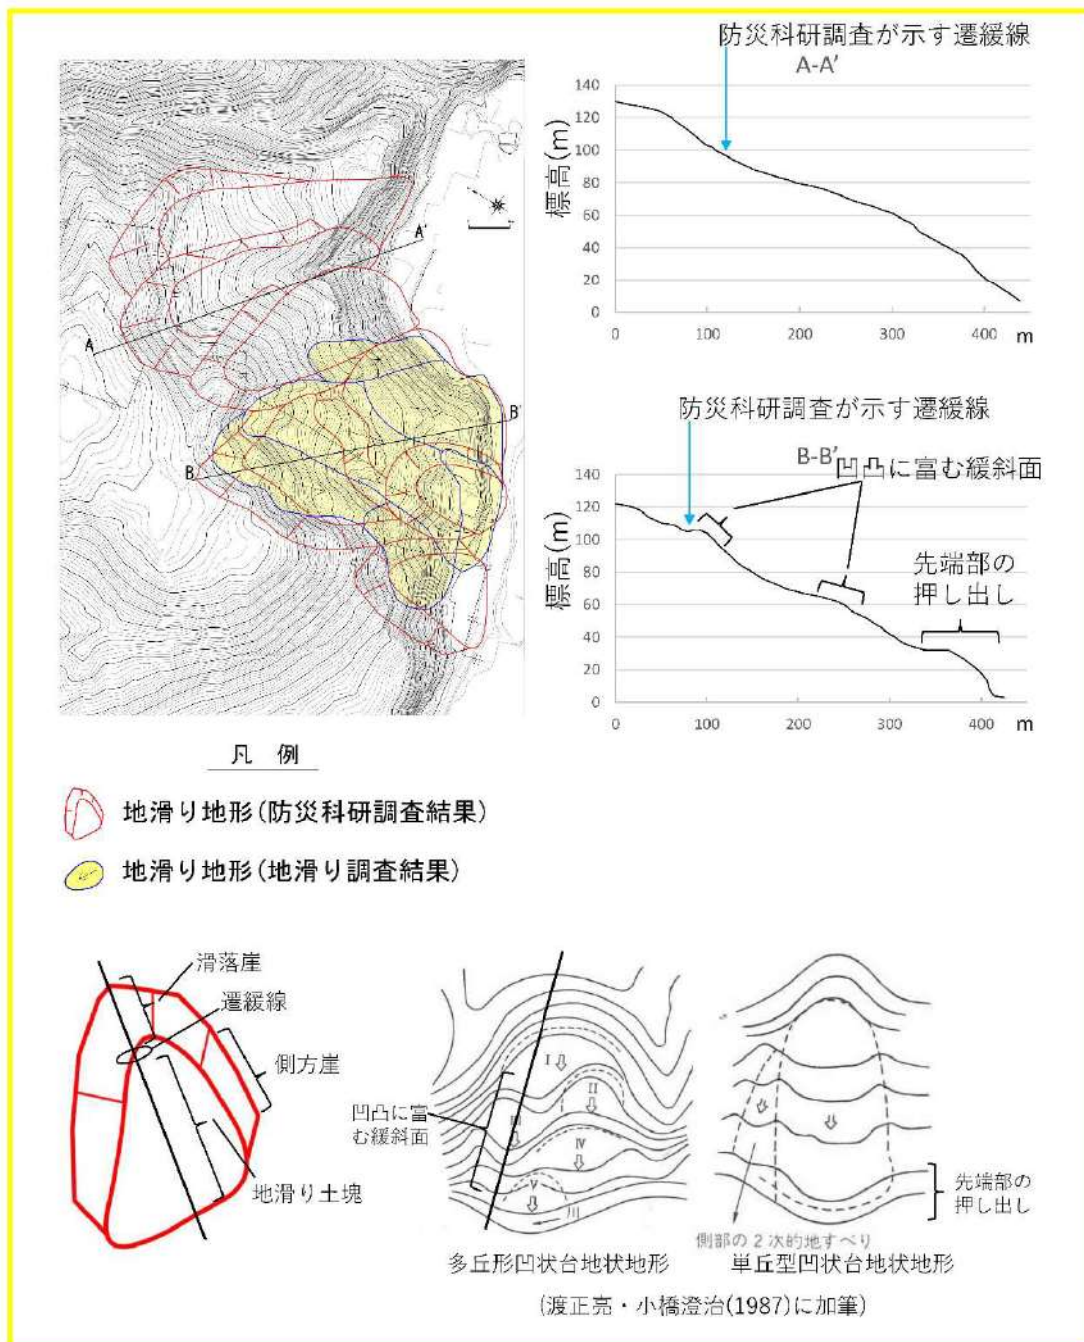 防災科研調査が示す遷緩線
A-A’
標高(m)
140
120
100
80
60
40
20
0
0 100 200 300 400 m
A
A'
B
B'
防災科研調査が示す遷緩線
B-B’
凹凸に富む緩斜面
先端部の
押し出し
標高(m)
140
120
100
80
60
40
20
0
0 100 200 300 400 m
凡 例
地滑り地形(防災科研調査結果)
地滑り地形(地滑り調査結果)
滑落崖
遷緩線
側方崖
地滑り土塊
凹凸に富
む緩斜面
I
II
III
IV
V
川
多丘形凹状台地状地形
側部の2次的地すべり
先端部の
押し出し
単丘型凹状台地状地形
(渡正亮・小橋澄治(1987)に加筆)